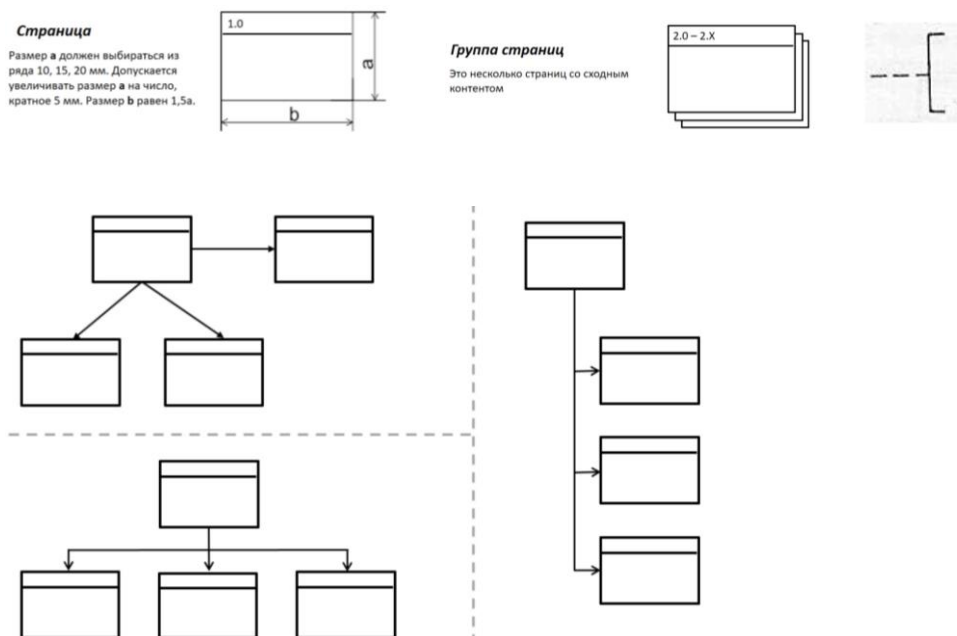 Страница
Размер a должен выбираться из
ряда 10, 15, 20 мм. Допускается
увеличивать размер a на число,
кратное 5 мм. Размер b равен 1,5a.
1.0
a
b
Группа страниц
Это несколько страниц со сходным
контентом
2.0 – 2.X